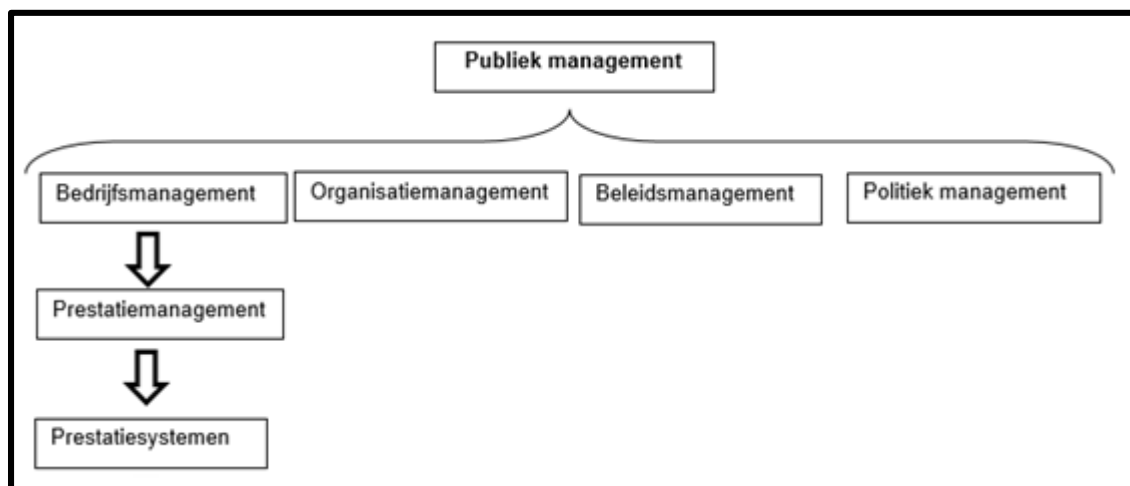 Publiek management
Bedrijfsmanagement
Organisatiemanagement
Beleidsmanagement
Politiek management
Prestatiemanagement
Prestatiesystemen